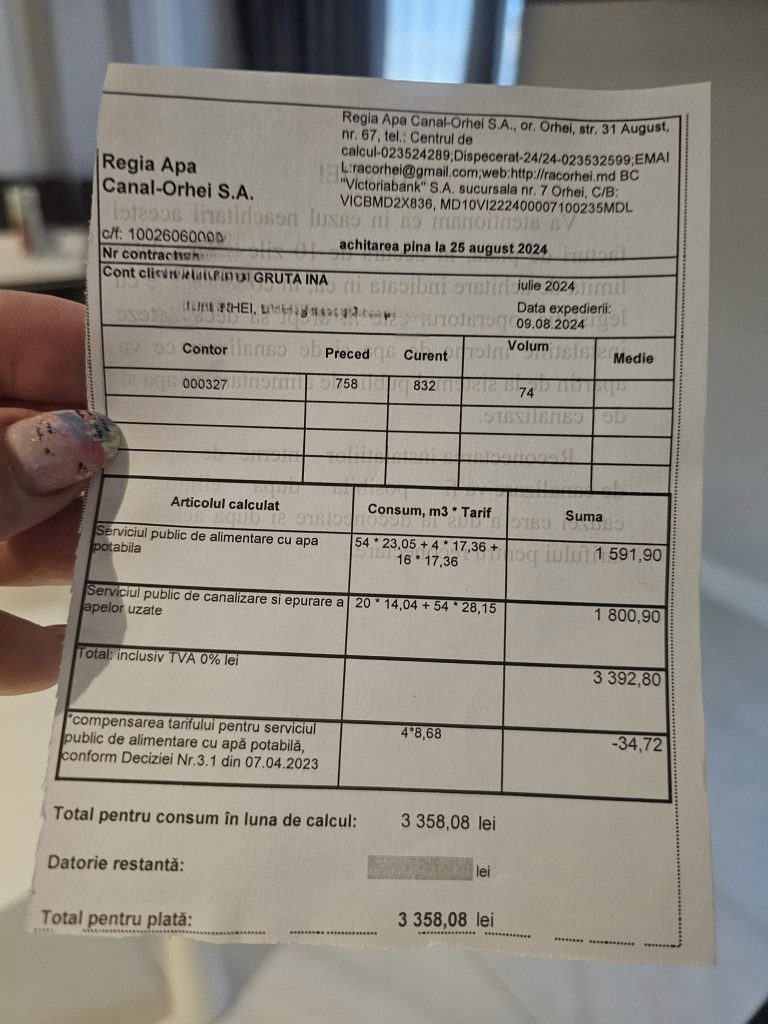 Regia Apa Canal-Orhei S.A., or. Orhei, str. 31 August,
nr. 67, tel.: Centrul de
calcul-023524289;Dispecerat-24/24-023532599;EMAI
L:racorhei@gmail.com;web:http://racorhei.md BC
"Victoriabank" S.A. sucursala nr. 7 Orhei, C/B:
VICBMD2X836, MD10VI222400007100235MDL
Regia Apa
Canal-Orhei S.A.
c/f: 10026060000
achitarea pina la 25 august 2024
Nr contract
Cont GRUTA INA
iulie 2024
Data expedierii:
09.08.2024
Contor Preced Curent Volum Medie
000327 758 832 74
Articolul calculat Consum, m3 * Tarif Suma
Serviciul public de alimentare cu apa
potabila
54 * 23,05 + 4 * 17,36 +
16 * 17,36
1 591,90
Serviciul public de canalizare si epurare a
apelor uzate
20 * 14,04 + 54 * 28,15
1 800,90
Total: inclusiv TVA 0% lei
3 392,80
*compensarea tarifului pentru serviciul
public de alimentare cu apă potabilă,
conform Deciziei Nr.3.1 din 07.04.2023
4*8,68
-34,72
Total pentru consum în luna de calcul: 3 358,08 lei
Datorie restantă: lei
Total pentru plată: 3 358,08 lei